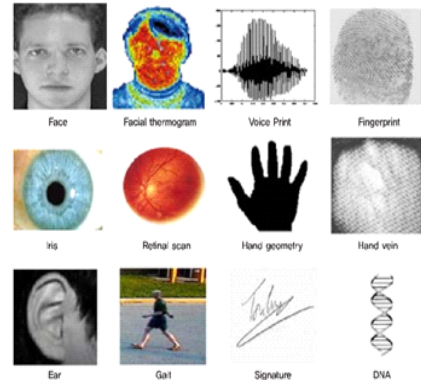 Face Facial thermogram Voice Print Fingerprint
Iris Retinal scan Hand geometry Hand vein
Ear Gait Signature DNA